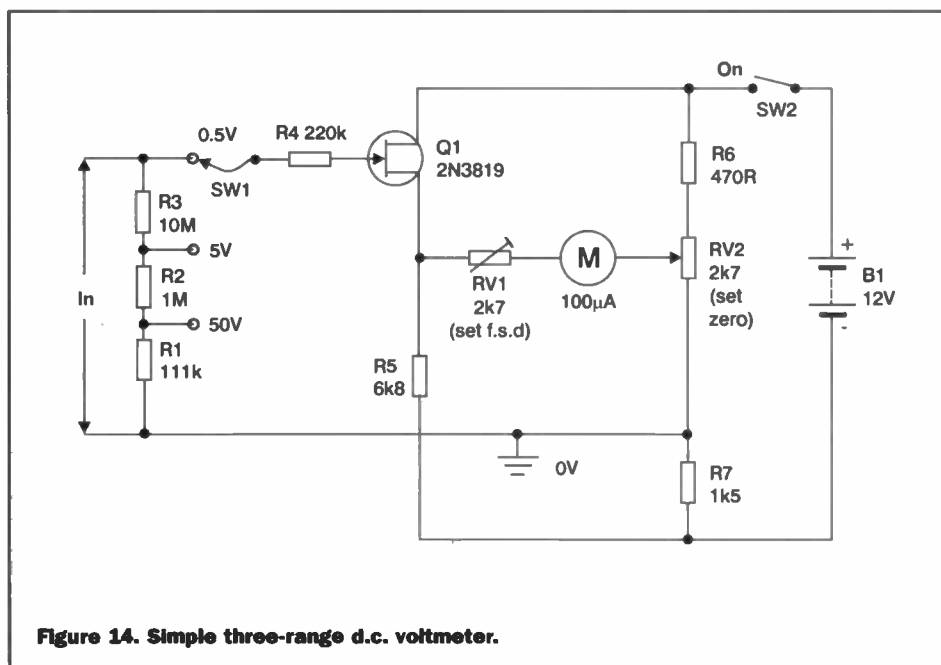 On
SW2
0.5V
R4 220k
SW1
Q1
2N3819
R6
470R
R3
10M
5V
R2
1M
In
50V
R1
111k
RV1
2k7
(set f.s.d)
M
100µA
RV2
2k7
(set
zero)
+
B1
12V
-
R5
6k8
0V
R7
1k5
Figure 14. Simple three-range d.c. voltmeter.